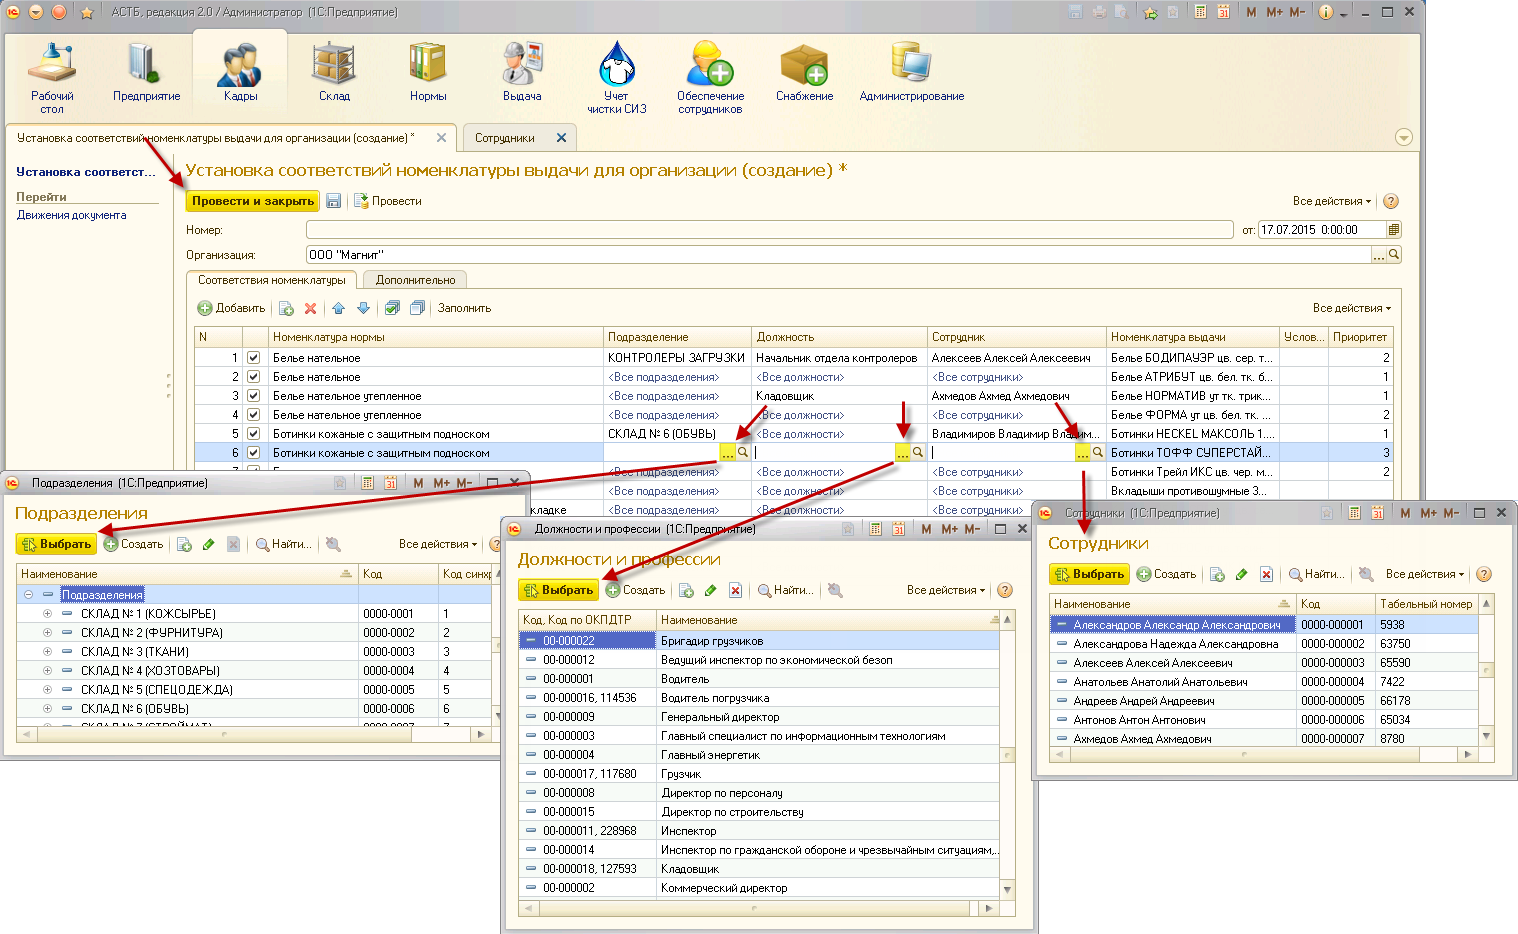 АСТБ, редакция 2.0 / Администратор (1С:Предприятие)
M M+ M-
Рабочий стол
Предприятие
Кадры
Склад
Нормы
Выдача
Учет чистки СИЗ
Обеспечение сотрудников
Снабжение
Администрирование
Установка соответствий номенклатуры выдачи для организации (создание) *
Сотрудники
Установка соответст...
Перейти
Движения документа
Установка соответствий номенклатуры выдачи для организации (создание) *
Провести и закрыть Провести Все действия
Номер: от: 17.07.2015 0:00:00
Организация: ООО "Магнит"
Соответствия номенклатуры Дополнительно
Добавить Заполнить Все действия
N Номенклатура нормы Подразделение Должность Сотрудник Номенклатура выдачи Услов... Приоритет
1 Белье нательное КОНТРОЛЕРЫ ЗАГРУЗКИ Начальник отдела контролеров Алексеев Алексей Алексеевич Белье БОДИПАУЭР цв. сер. т... 2
2 Белье нательное <Все подразделения> <Все должности> <Все сотрудники> Белье АТРИБУТ цв. бел. тк. б... 1
3 Белье нательное утепленное <Все подразделения> Кладовщик Ахмедов Ахмед Ахмедович Белье НОРМАТИВ ут тк. трик... 1
4 Белье нательное утепленное <Все подразделения> <Все должности> <Все сотрудники> Белье ФОРМА ут цв. бел. тк. ... 2
5 Ботинки кожаные с защитным подноском СКЛАД № 6 (ОБУВЬ) <Все должности> Владимиров Владимир Владим... Ботинки HECKEL МАКСОЛЬ 1.... 1
6 Ботинки кожаные с защитным подноском Ботинки ТОФФ СУПЕРСТАЙ... 3
<Все подразделения> <Все должности> <Все сотрудники> Ботинки Трейл ИКС цв. чер. м... 2
<Все подразделения> <Все должности> <Все сотрудники> Вкладыши противошумные 3...
кладке <Все подразделения> <Все должности>
Подразделения (1С:Предприятие) M M+ M-
Подразделения
Выбрать Создать Найти... Все действия
Наименование Код Код синхр
Подразделения
СКЛАД № 1 (КОЖСЫРЬЕ) 0000-0001 1
СКЛАД № 2 (ФУРНИТУРА) 0000-0002 2
СКЛАД № 3 (ТКАНИ) 0000-0003 3
СКЛАД № 4 (ХОЗТОВАРЫ) 0000-0004 4
СКЛАД № 5 (СПЕЦОДЕЖДА) 0000-0005 5
СКЛАД № 6 (ОБУВЬ) 0000-0006 6
СКЛАД № 7 (СТРОЙМАТ) 0000-0007 7
Должности и профессии (1С:Предприятие) M M+ M-
Должности и профессии
Выбрать Создать Найти... Все действия
Код, Код по ОКПДТР Наименование
00-000022 Бригадир грузчиков
00-000012 Ведущий инспектор по экономической безоп
00-000001 Водитель
00-000016, 114536 Водитель погрузчика
00-000009 Генеральный директор
00-000003 Главный специалист по информационным технологиям
00-000004 Главный энергетик
00-000017, 117680 Грузчик
00-000008 Директор по персоналу
00-000015 Директор по строительству
00-000011, 228968 Инспектор
00-000014 Инспектор по гражданской обороне и чрезвычайным ситуациям,...
00-000018, 127593 Кладовщик
00-000002 Коммерческий директор
Сотрудники (1С:Предприятие) M M+ M-
Сотрудники
Выбрать Создать Найти... Все действия
Наименование Код Табельный номер
Александров Александр Александрович 0000-000001 5938
Александрова Надежда Александровна 0000-000002 63750
Алексеев Алексей Алексеевич 0000-000003 65590
Анатольев Анатолий Анатольевич 0000-000004 7422
Андреев Андрей Андреевич 0000-000005 66178
Антонов Антон Антонович 0000-000006 65034
Ахмедов Ахмед Ахмедович 0000-000007 8780